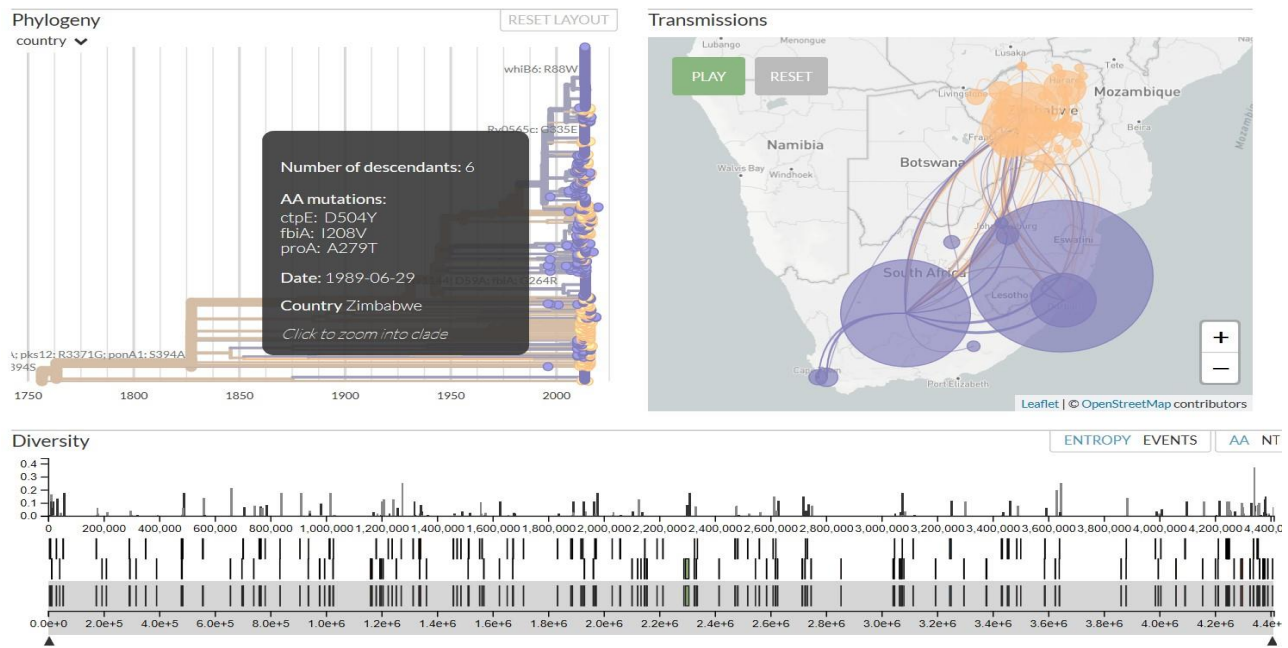 Phylogeny
RESET LAYOUT
country
whiB6: R88W
Rv0565c: G335E
Number of descendants: 6
AA mutations:
ctpE: D504Y
fbiA: I208V
proA: A279T
Date: 1989-06-29
Country Zimbabwe
Click to zoom into clade
pks12: R3371G; ponA1: S394A
394S
1750 1800 1850 1900 1950 2000
Transmissions
PLAY
RESET
Lubango
Menongue
Lusaka
Tete
Mozambique
Beira
Namibia
Walvis Bay
Windhoek
Botswana
Eswatini
South Africa
Lesotho
Port Elizabeth
+
−
Leaflet | © OpenStreetMap contributors
Diversity
ENTROPY EVENTS
AA NT
0.4
0.3
0.2
0.1
0.0
0 200,000 400,000 600,000 800,000 1,000,000 1,200,000 1,400,000 1,600,000 1,800,000 2,000,000 2,200,000 2,400,000 2,600,000 2,800,000 3,000,000 3,200,000 3,400,000 3,600,000 3,800,000 4,000,000 4,200,000 4,400,0
0.0e+0 2.0e+5 4.0e+5 6.0e+5 8.0e+5 1.0e+6 1.2e+6 1.4e+6 1.6e+6 1.8e+6 2.0e+6 2.2e+6 2.4e+6 2.6e+6 2.8e+6 3.0e+6 3.2e+6 3.4e+6 3.6e+6 3.8e+6 4.0e+6 4.2e+6 4.4e+